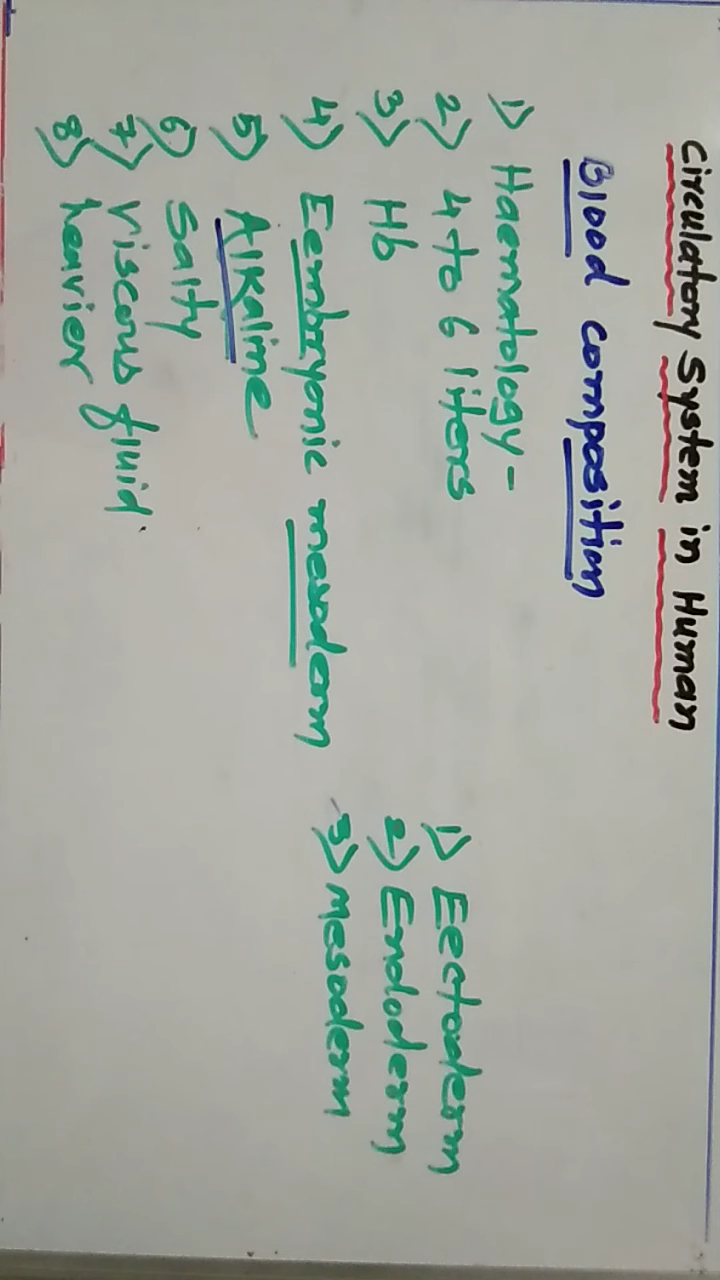 Circulatory System in Human
Blood composition
1) Haematology -
2) 4 to 6 liters
3) Hb
4) Eembryonic mesoderm
5) Alkaline
6) Salty
7) Viscous fluid
8) heavier
1) Eectoderm
2) Endoderm
3) Mesoderm